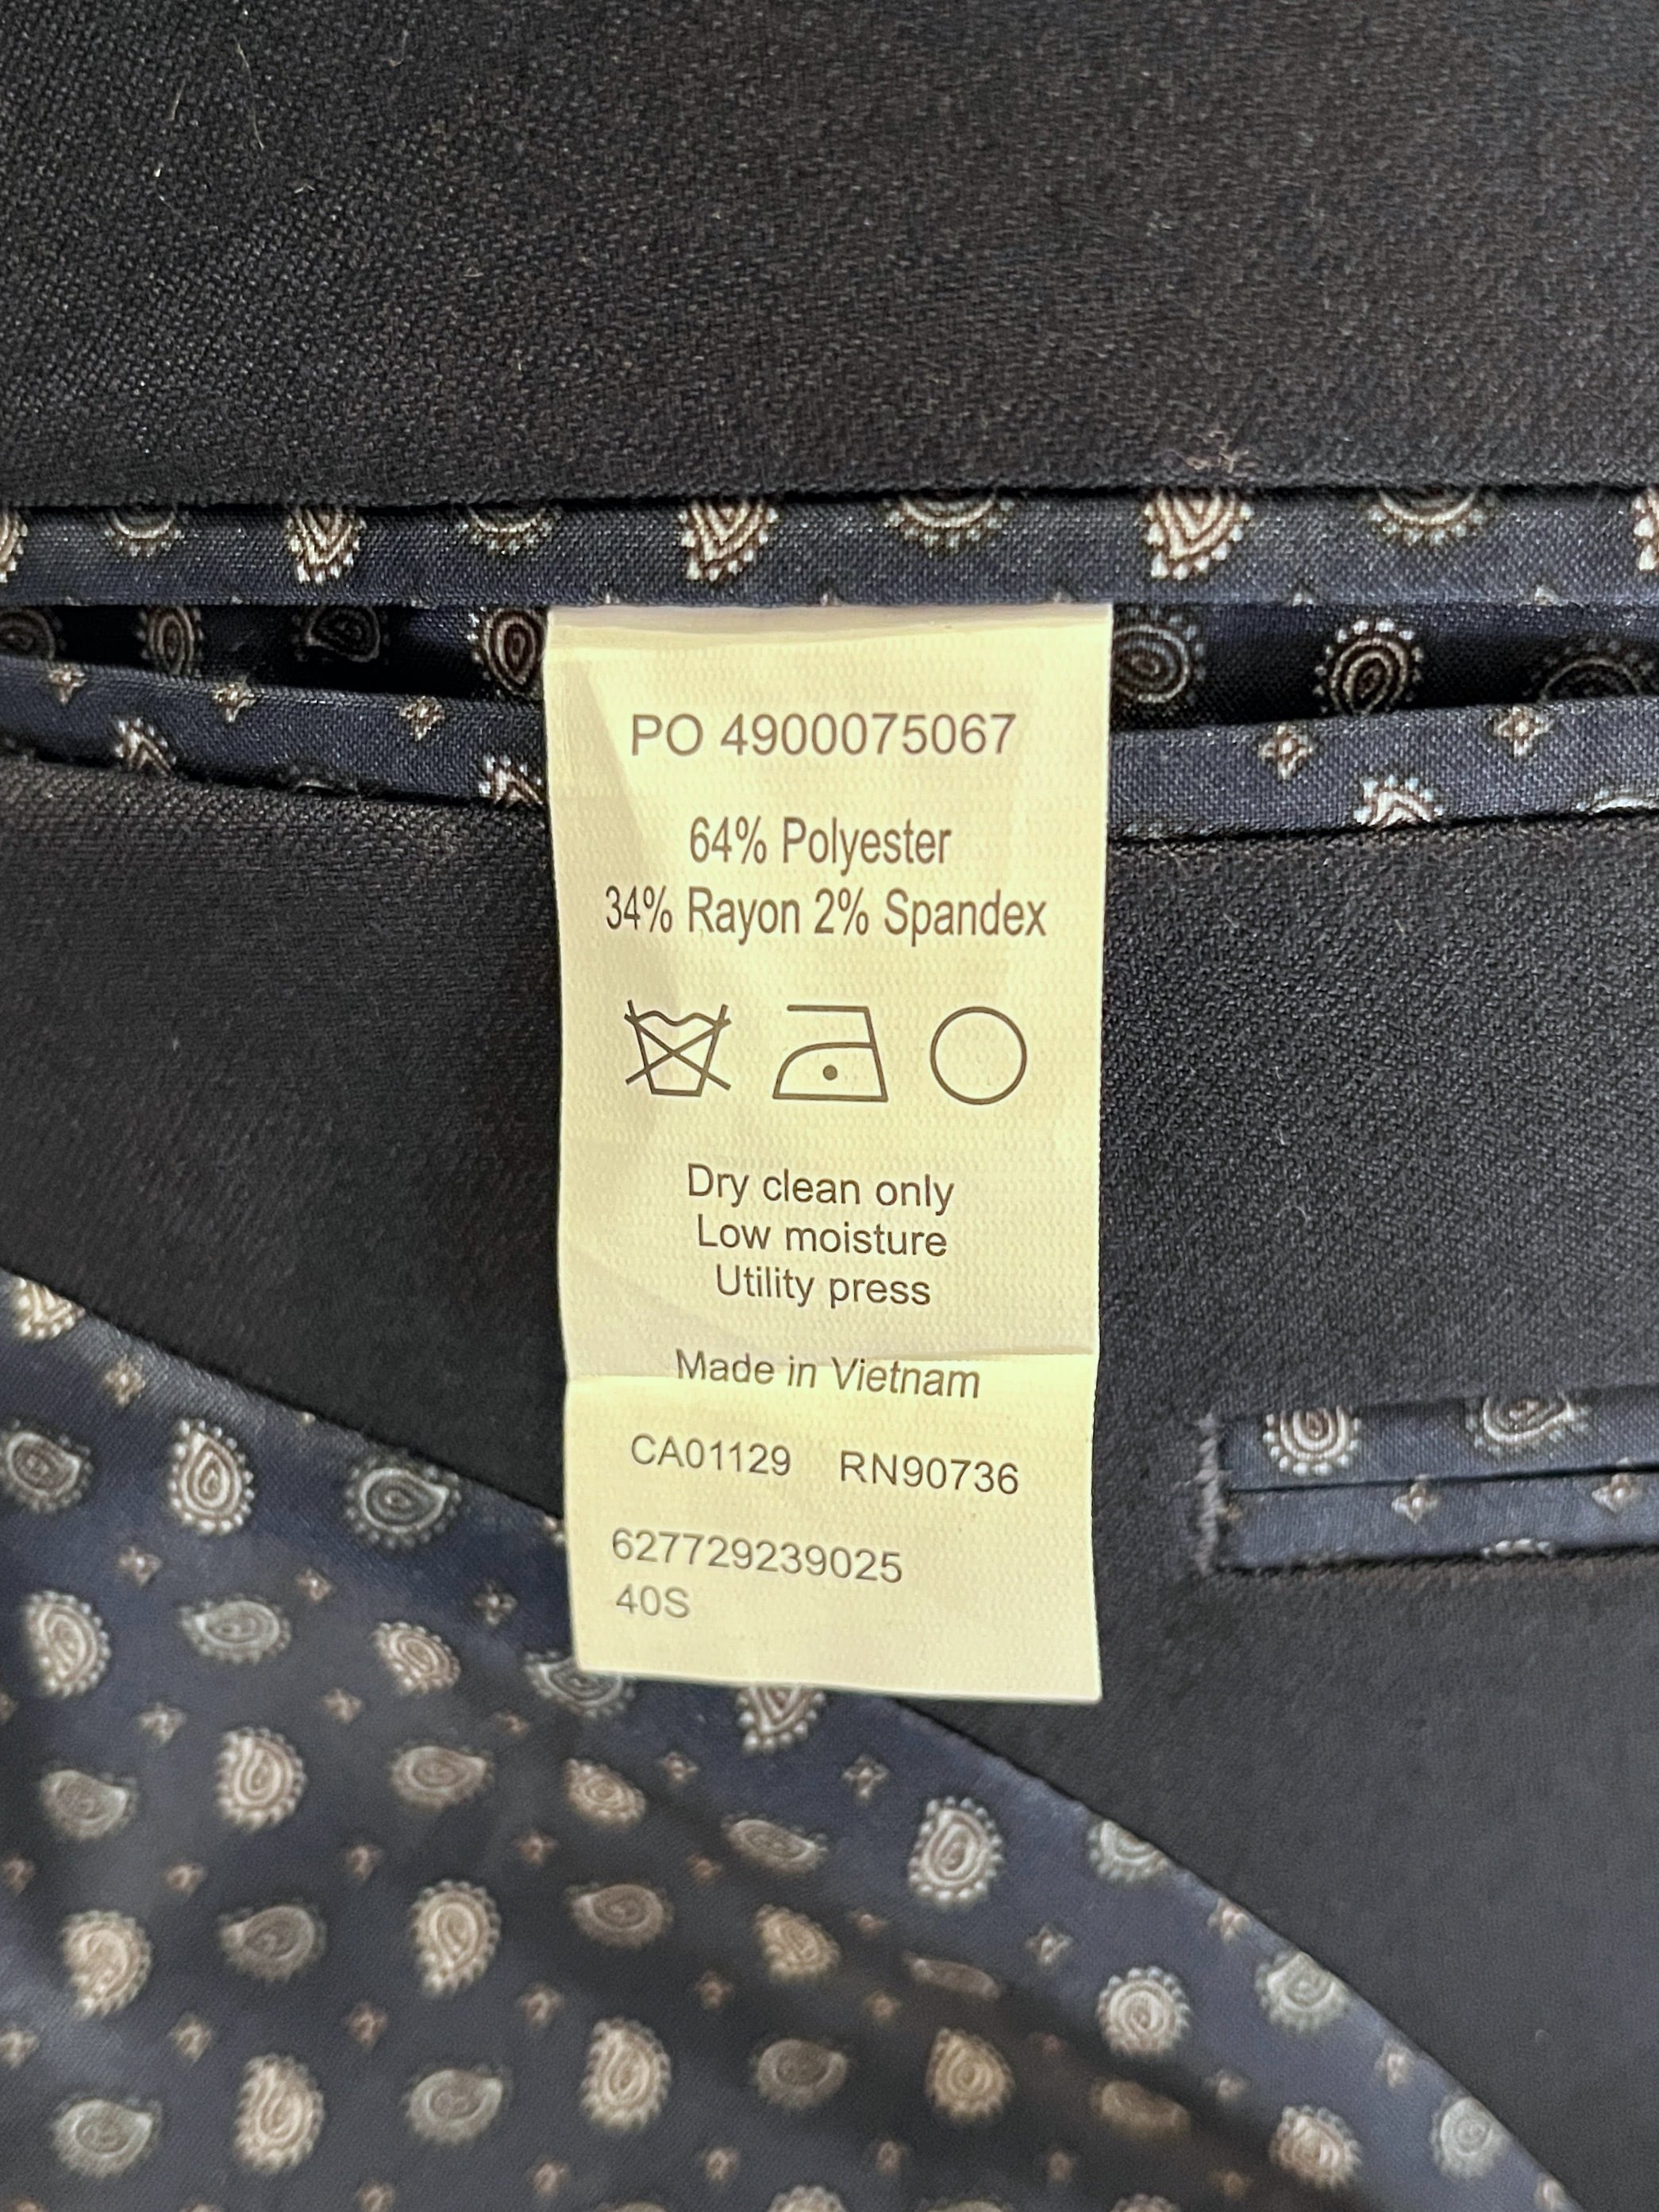 PO 4900075067
64% Polyester
34% Rayon 2% Spandex
Dry clean only
Low moisture
Utility press
Made in Vietnam
CA01129 RN90736
627729239025
40S